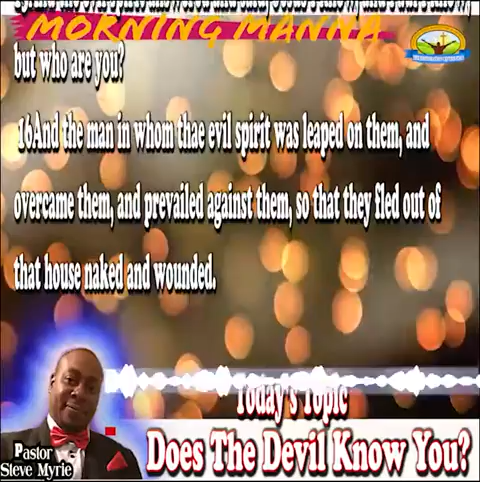 MORNING MANNA
but who are you?
16And the man in whom thae evil spirit was leaped on them, and
overcame them, and prevailed against them, so that they fled out of
that house naked and wounded.
Today's Topic
Does The Devil Know You?
Pastor
Steve Myrie